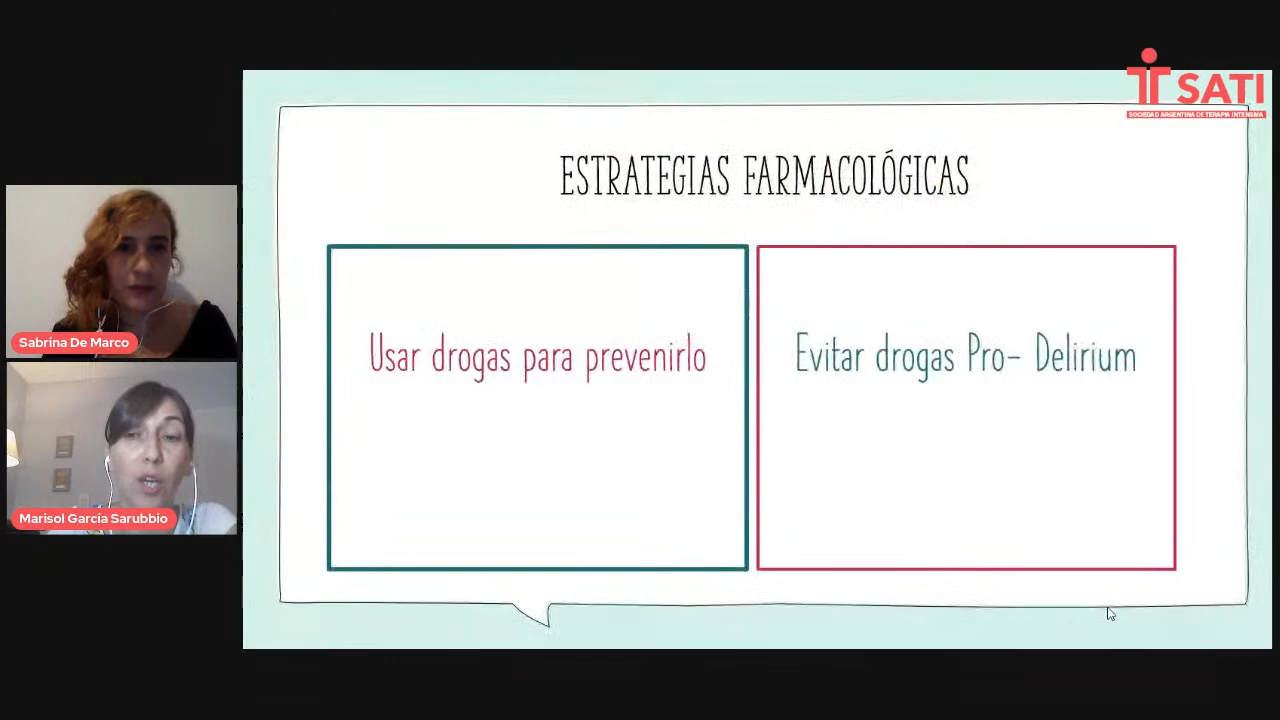 SATI
SOCIEDAD ARGENTINA DE TERAPIA INTENSIVA
ESTRATEGIAS FARMACOLÓGICAS
Usar drogas para prevenirlo
Evitar drogas Pro- Delirium
Sabrina De Marco
Marisol García Sarubbio